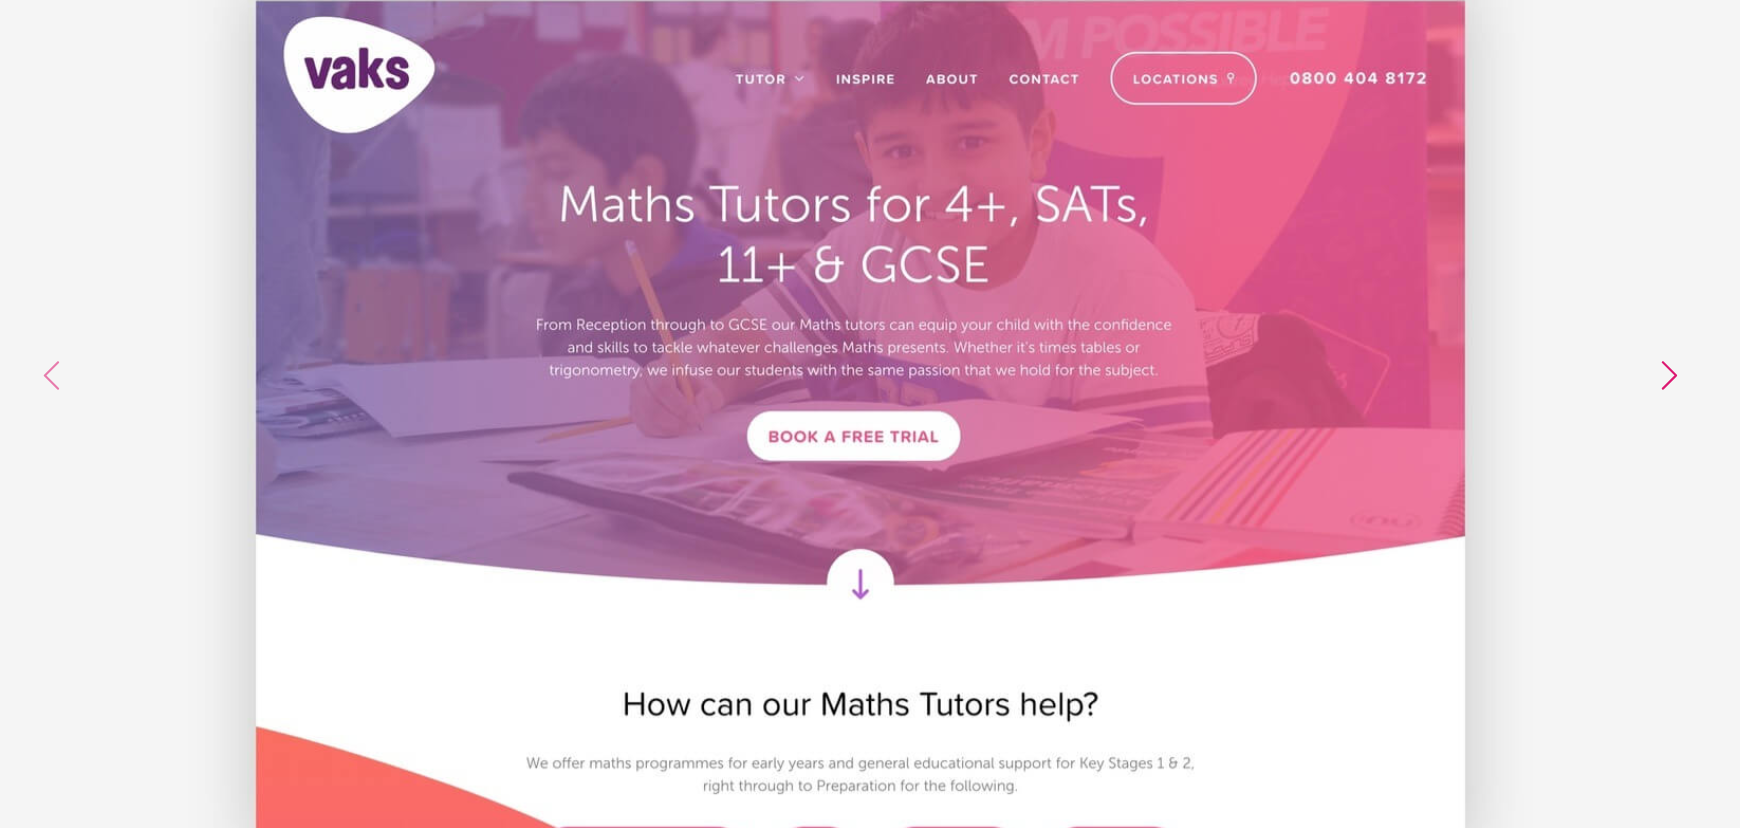 M POSSIBLE
vaks
TUTOR
INSPIRE
ABOUT
CONTACT
LOCATIONS
0800 404 8172
Maths Tutors for 4+, SATs,
11+ & GCSE
From Reception through to GCSE our Maths tutors can equip your child with the confidence
and skills to tackle whatever challenges Maths presents. Whether it's times tables or
trigonometry, we infuse our students with the same passion that we hold for the subject.
BOOK A FREE TRIAL
How can our Maths Tutors help?
We offer maths programmes for early years and general educational support for Key Stages 1 & 2,
right through to Preparation for the following.